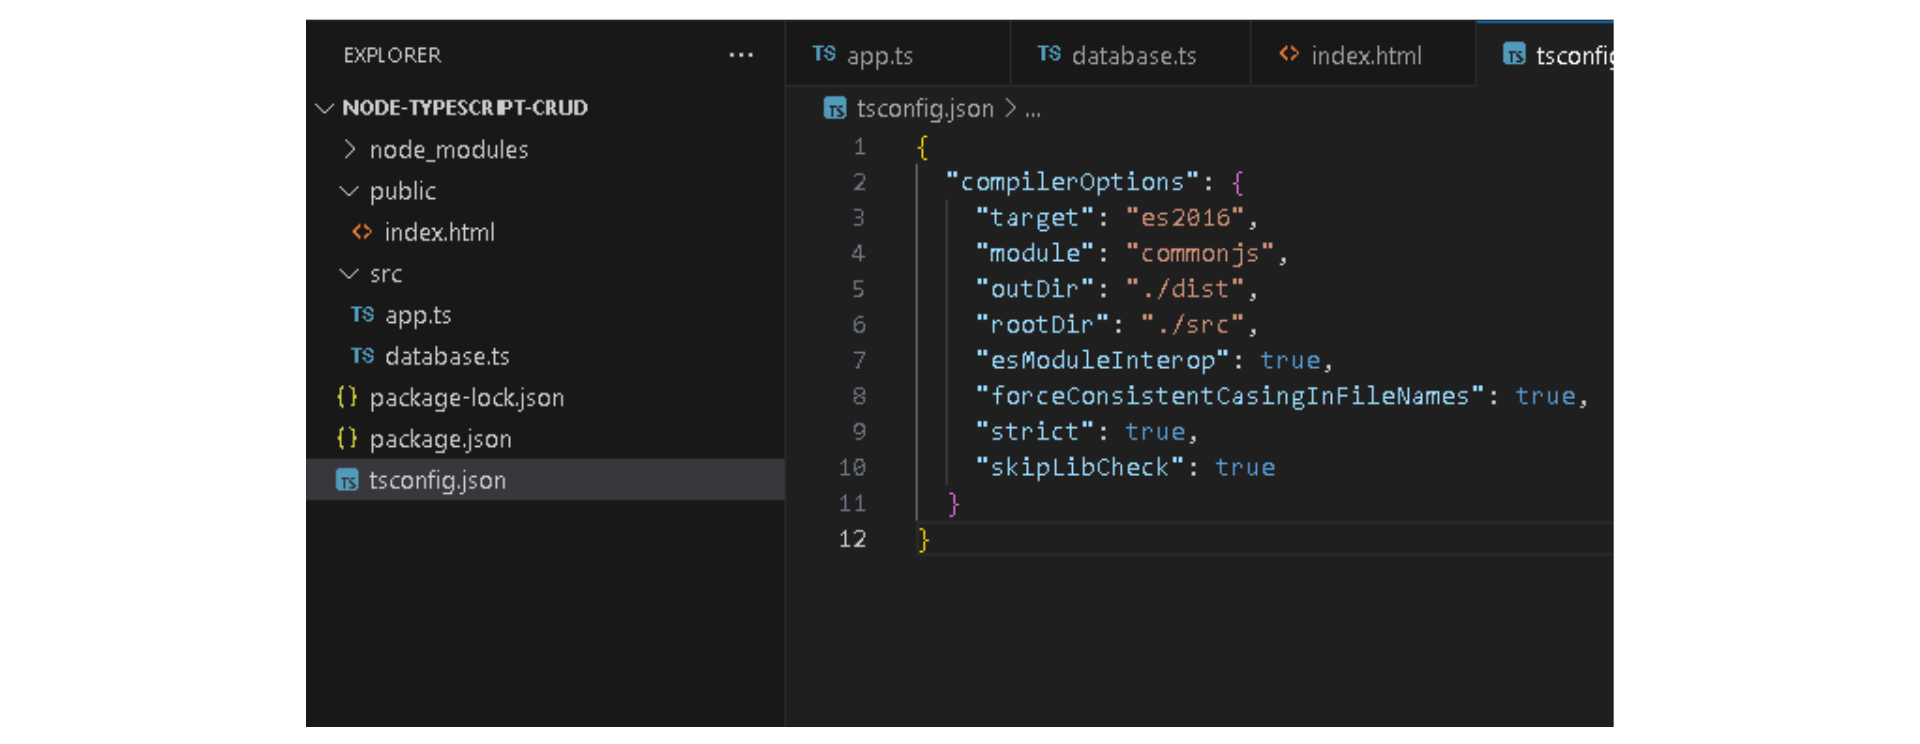 EXPLORER ...
NODE-TYPESCRIPT-CRUD
node_modules
public
index.html
src
TS app.ts
TS database.ts
{} package-lock.json
{} package.json
TS tsconfig.json
TS app.ts
TS database.ts
<> index.html
TS tsconfig
TS tsconfig.json > ...
1 {
2 "compilerOptions": {
3 "target": "es2016",
4 "module": "commonjs",
5 "outDir": "./dist",
6 "rootDir": "./src",
7 "esModuleInterop": true,
8 "forceConsistentCasingInFileNames": true,
9 "strict": true,
10 "skipLibCheck": true
11 }
12 }